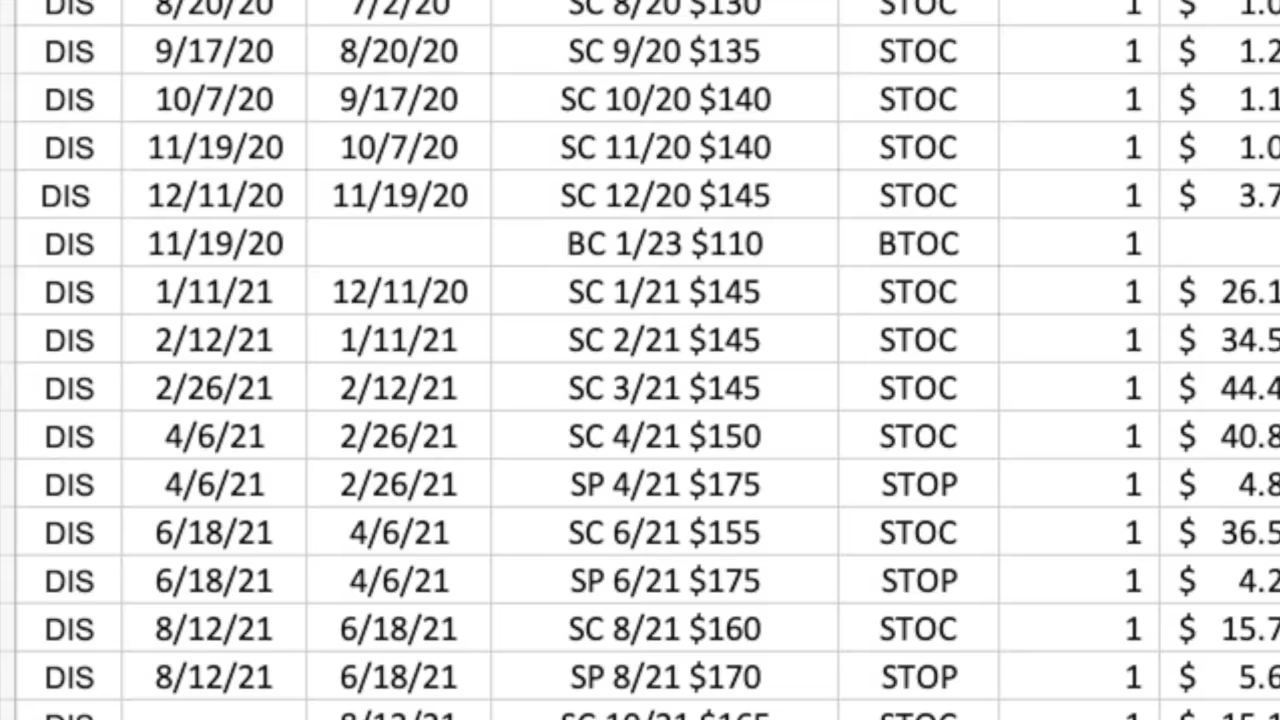 DIS 8/20/20 7/2/20 SC 8/20 $130 STOC 1 $ 1.0
DIS 9/17/20 8/20/20 SC 9/20 $135 STOC 1 $ 1.2
DIS 10/7/20 9/17/20 SC 10/20 $140 STOC 1 $ 1.1
DIS 11/19/20 10/7/20 SC 11/20 $140 STOC 1 $ 1.0
DIS 12/11/20 11/19/20 SC 12/20 $145 STOC 1 $ 3.7
DIS 11/19/20 BC 1/23 $110 BTOC 1
DIS 1/11/21 12/11/20 SC 1/21 $145 STOC 1 $ 26.1
DIS 2/12/21 1/11/21 SC 2/21 $145 STOC 1 $ 34.5
DIS 2/26/21 2/12/21 SC 3/21 $145 STOC 1 $ 44.4
DIS 4/6/21 2/26/21 SC 4/21 $150 STOC 1 $ 40.8
DIS 4/6/21 2/26/21 SP 4/21 $175 STOP 1 $ 4.8
DIS 6/18/21 4/6/21 SC 6/21 $155 STOC 1 $ 36.5
DIS 6/18/21 4/6/21 SP 6/21 $175 STOP 1 $ 4.2
DIS 8/12/21 6/18/21 SC 8/21 $160 STOC 1 $ 15.7
DIS 8/12/21 6/18/21 SP 8/21 $170 STOP 1 $ 5.6